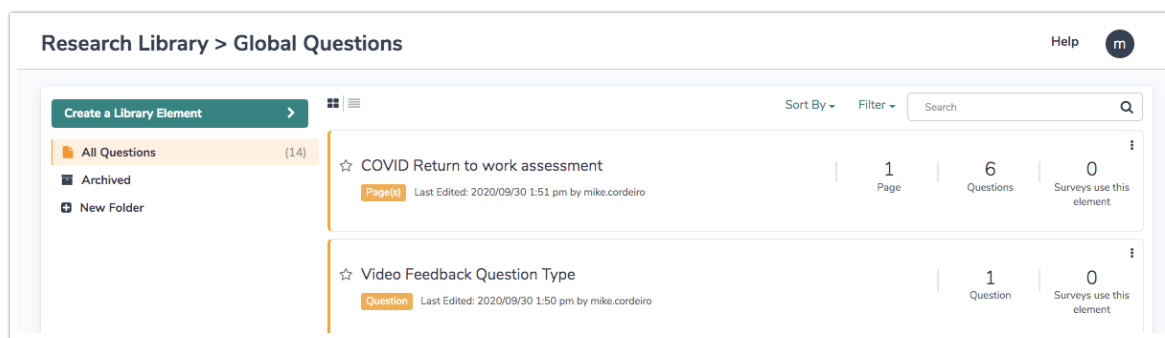 Research Library > Global Questions
Help
m
Create a Library Element
Sort By
Filter
Search
All Questions (14)
Archived
New Folder
COVID Return to work assessment
Page(s) Last Edited: 2020/09/30 1:51 pm by mike.cordeiro
1
Page
6
Questions
0
Surveys use this
element
Video Feedback Question Type
Question Last Edited: 2020/09/30 1:50 pm by mike.cordeiro
1
Question
0
Surveys use this
element